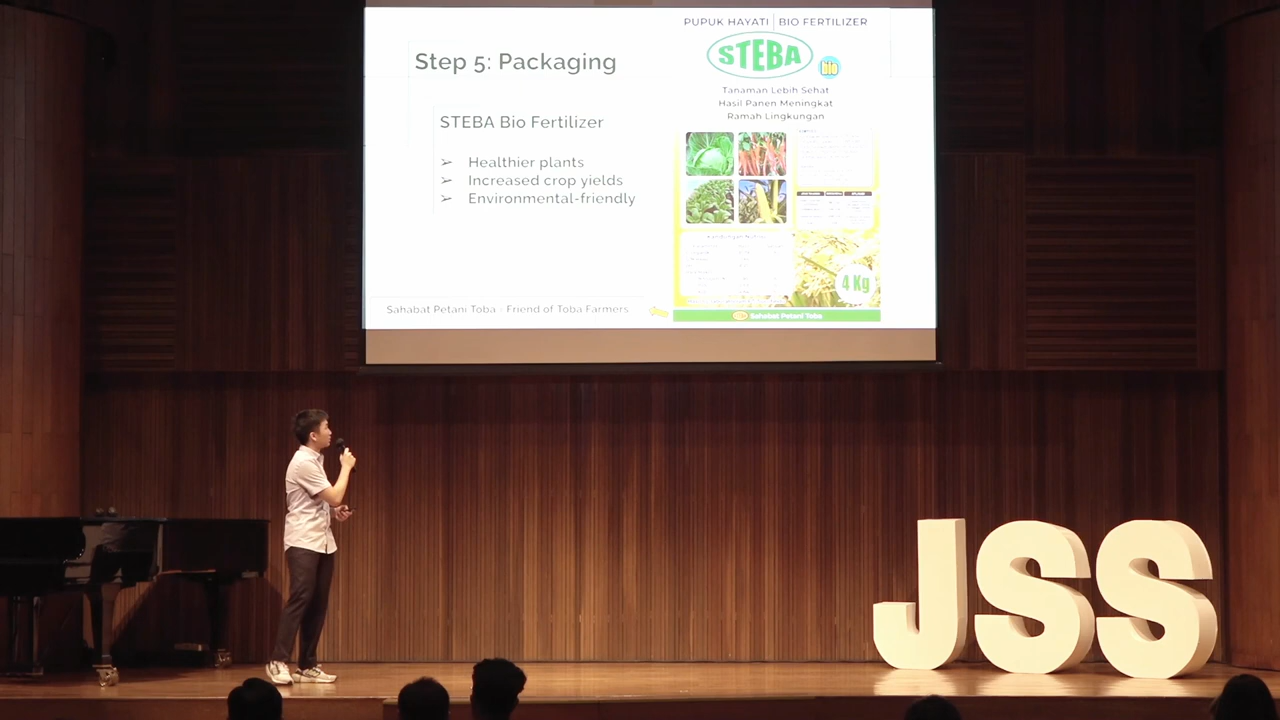 Step 5: Packaging
STEBA Bio Fertilizer
➢ Healthier plants
➢ Increased crop yields
➢ Environmental-friendly
Sahabat Petani Toba - Friend of Toba Farmers
PUPUK HAYATI | BIO FERTILIZER
STEBA
bio
Tanaman Lebih Sehat
Hasil Panen Meningkat
Ramah Lingkungan
4 Kg
Sahabat Petani Toba
JSS